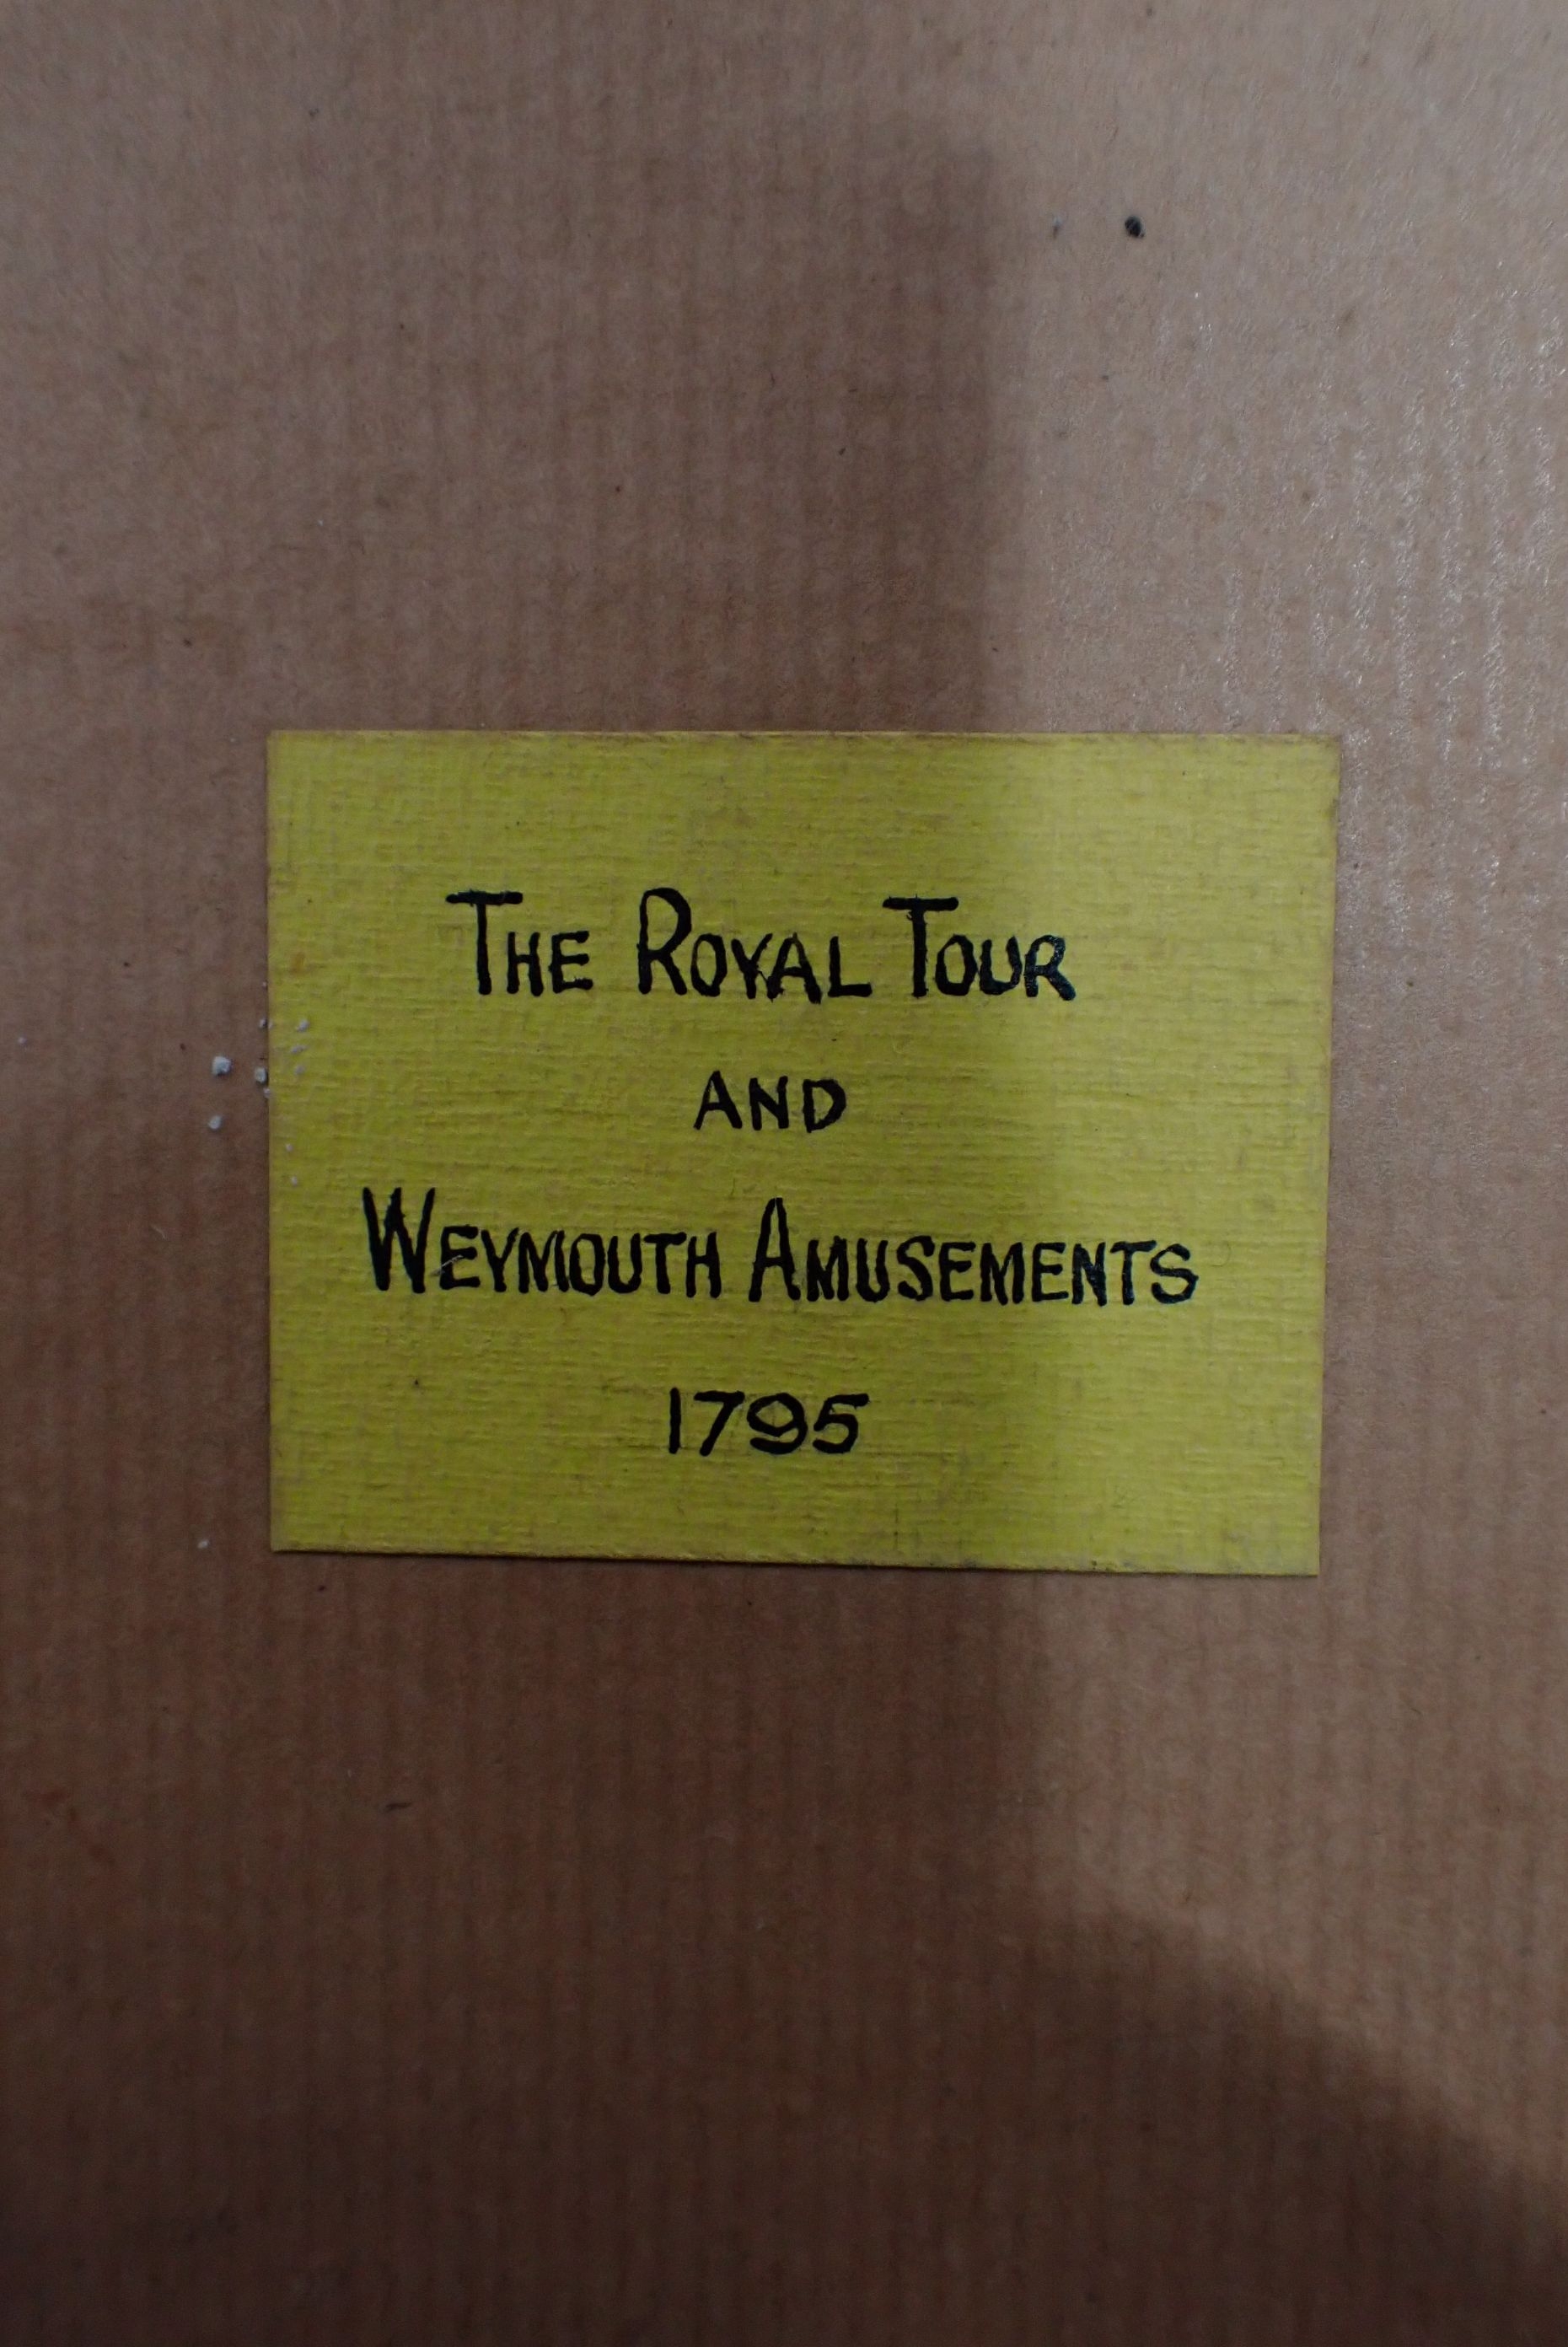 THE ROYAL TOUR
AND
WEYMOUTH AMUSEMENTS
1795